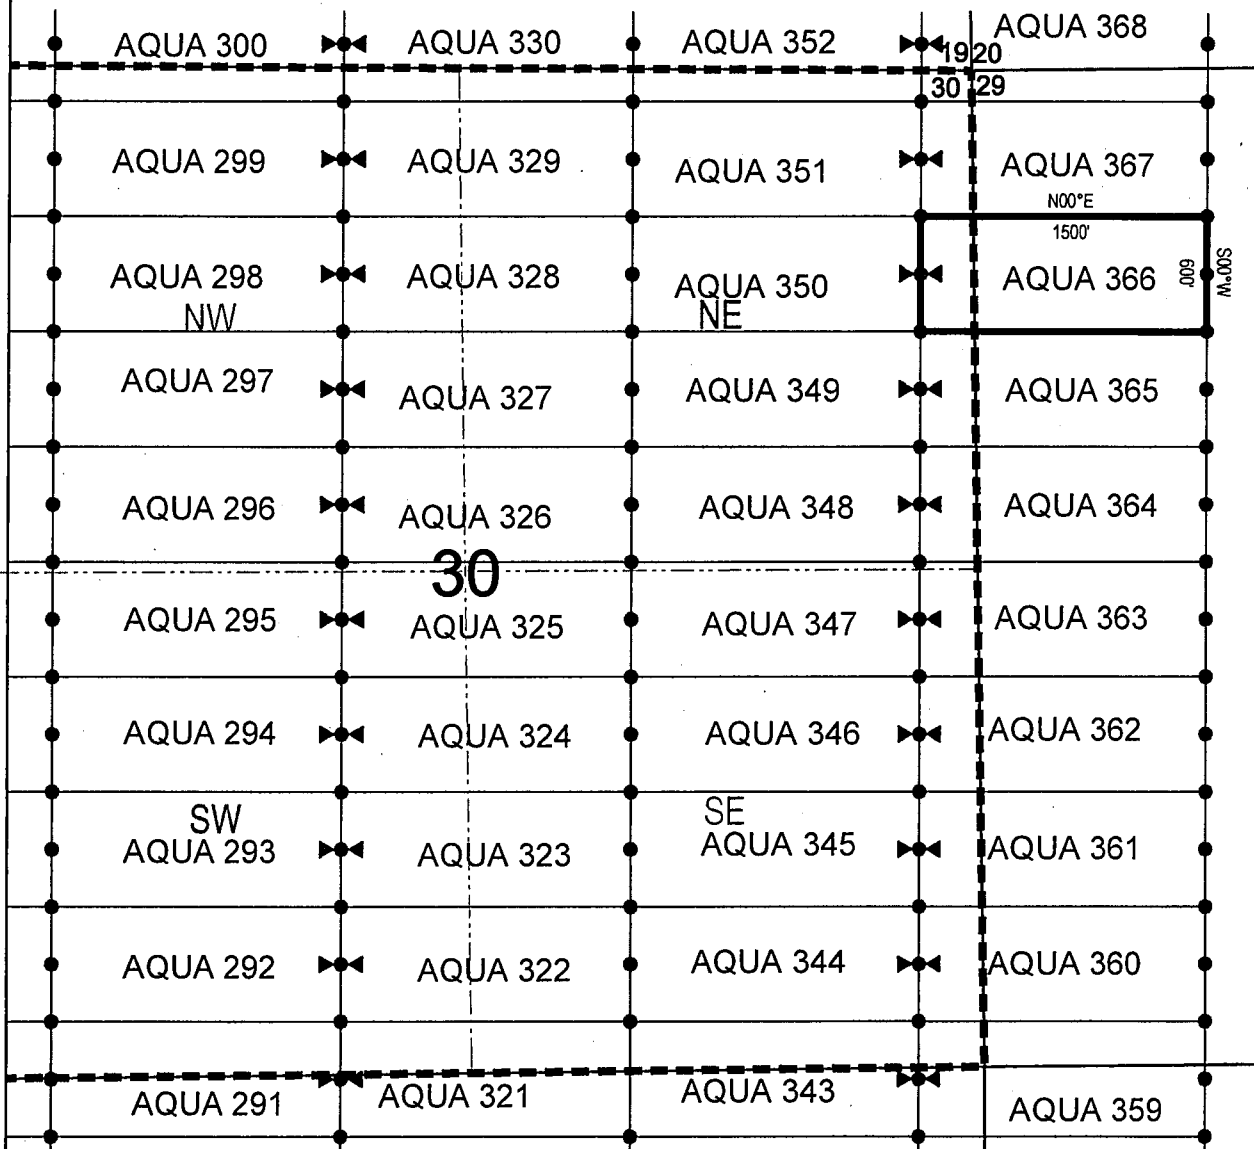 AQUA 300 AQUA 330 AQUA 352 AQUA 368
19 20
30 29
AQUA 299 AQUA 329 AQUA 351 AQUA 367
N00°E
1500'
AQUA 298 AQUA 328 AQUA 350 AQUA 366 600' S00°W
NW NE
AQUA 297 AQUA 327 AQUA 349 AQUA 365
AQUA 296 AQUA 326 AQUA 348 AQUA 364
30
AQUA 295 AQUA 325 AQUA 347 AQUA 363
AQUA 294 AQUA 324 AQUA 346 AQUA 362
SW SE
AQUA 293 AQUA 323 AQUA 345 AQUA 361
AQUA 292 AQUA 322 AQUA 344 AQUA 360
AQUA 291 AQUA 321 AQUA 343 AQUA 359